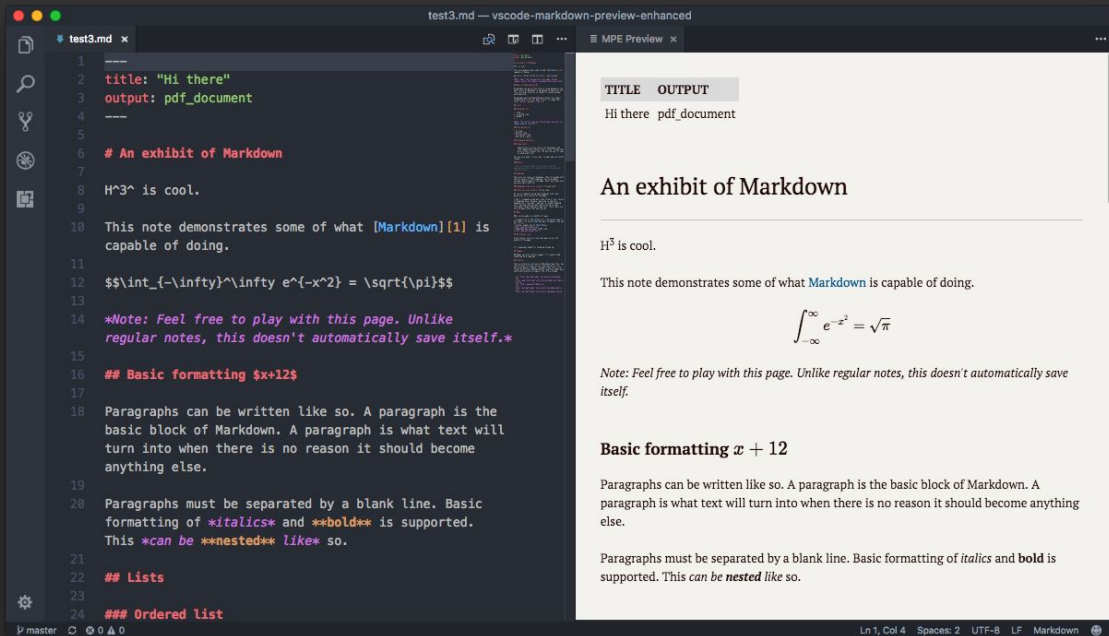 test3.md — vscode-markdown-preview-enhanced
test3.md ×
1 ---
2 title: "Hi there"
3 output: pdf_document
4 ---
5
6 # An exhibit of Markdown
7
8 H^3^ is cool.
9
10 This note demonstrates some of what [Markdown][1] is
capable of doing.
11
12 $$\int_{-\infty}^\infty e^{-x^2} = \sqrt{\pi}$$
13
14 *Note: Feel free to play with this page. Unlike
regular notes, this doesn't automatically save itself.*
15
16 ## Basic formatting $x+12$
17
18 Paragraphs can be written like so. A paragraph is the
basic block of Markdown. A paragraph is what text will
turn into when there is no reason it should become
anything else.
19
20 Paragraphs must be separated by a blank line. Basic
formatting of *italics* and **bold** is supported.
This *can be **nested** like* so.
21
22 ## Lists
23
24 ### Ordered list
MPE Preview ×
TITLE OUTPUT
Hi there pdf_document
An exhibit of Markdown
H³ is cool.
This note demonstrates some of what Markdown is capable of doing.
∫_{-∞}^{∞} e^{-x²} = √π
Note: Feel free to play with this page. Unlike regular notes, this doesn't automatically save
itself.
Basic formatting x + 12
Paragraphs can be written like so. A paragraph is the basic block of Markdown. A
paragraph is what text will turn into when there is no reason it should become anything
else.
Paragraphs must be separated by a blank line. Basic formatting of italics and bold is
supported. This can be nested like so.
master 0 0
Ln 1, Col 4 Spaces: 2 UTF-8 LF Markdown